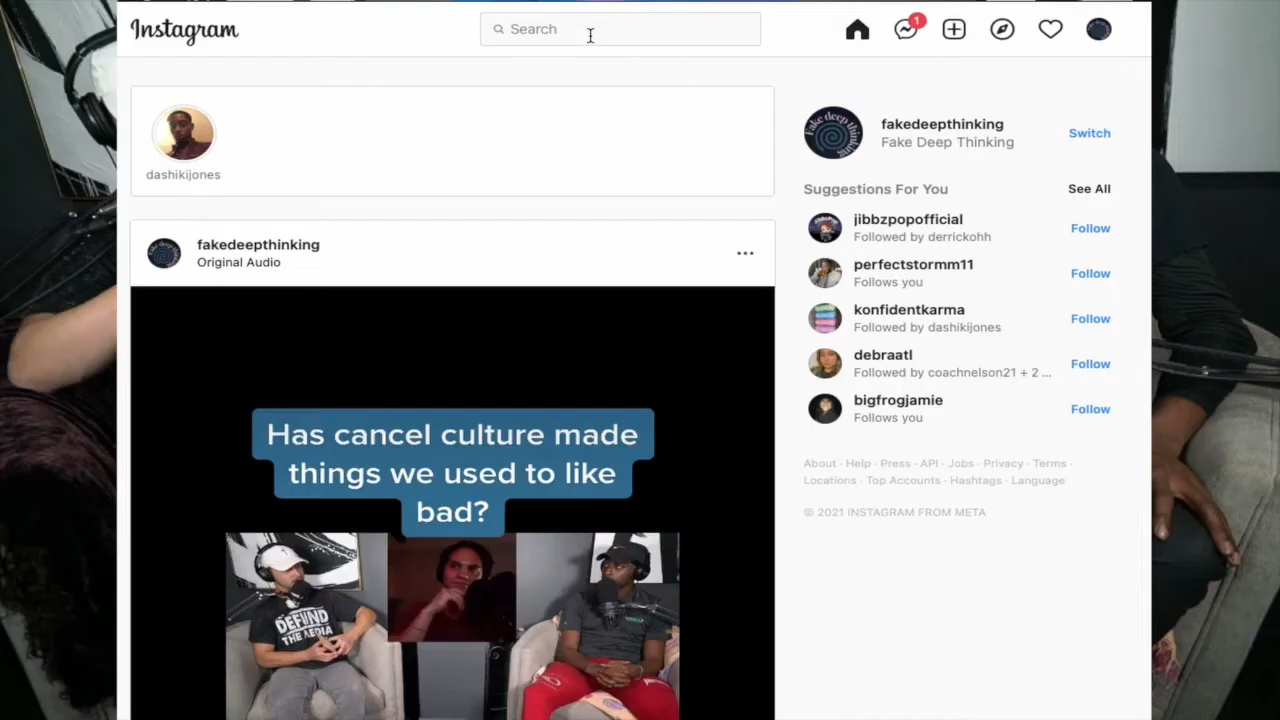 Instagram
Search
1
dashikijones
fakedeepthinking
Original Audio
Has cancel culture made
things we used to like
bad?
DEFUND
THE MEDIA
Fake deep thinking
fakedeepthinking
Fake Deep Thinking
Switch
Suggestions For You
See All
jibbzpopofficial
Followed by derrickohh
Follow
perfectstormm11
Follows you
Follow
konfidentkarma
Followed by dashikijones
Follow
debraatl
Followed by coachnelson21 + 2 ...
Follow
bigfrogjamie
Follows you
Follow
About · Help · Press · API · Jobs · Privacy · Terms ·
Locations · Top Accounts · Hashtags · Language
© 2021 INSTAGRAM FROM META